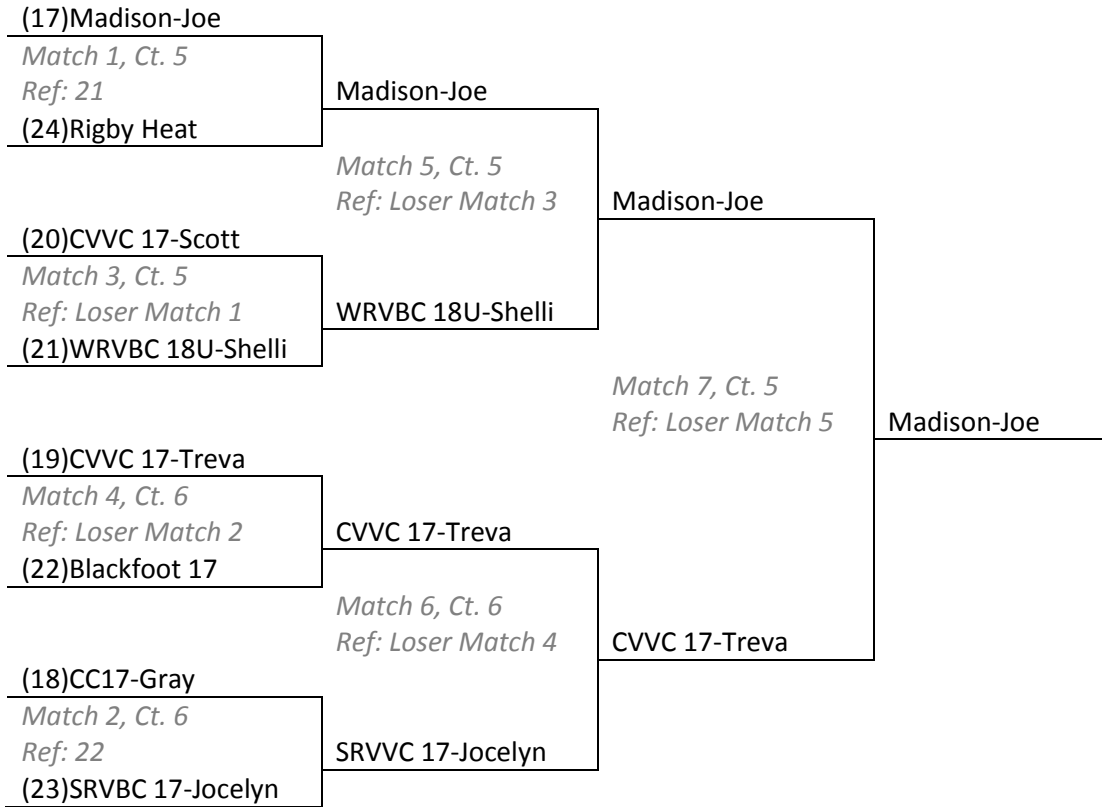 (17)Madison-Joe
Match 1, Ct. 5
Ref: 21
(24)Rigby Heat
Madison-Joe
Match 5, Ct. 5
Ref: Loser Match 3
(20)CVVC 17-Scott
Match 3, Ct. 5
Ref: Loser Match 1
(21)WRVBC 18U-Shelli
WRVBC 18U-Shelli
Madison-Joe
Match 7, Ct. 5
Ref: Loser Match 5
Madison-Joe
(19)CVVC 17-Treva
Match 4, Ct. 6
Ref: Loser Match 2
(22)Blackfoot 17
CVVC 17-Treva
Match 6, Ct. 6
Ref: Loser Match 4
CVVC 17-Treva
(18)CC17-Gray
Match 2, Ct. 6
Ref: 22
(23)SRVBC 17-Jocelyn
SRVVC 17-Jocelyn